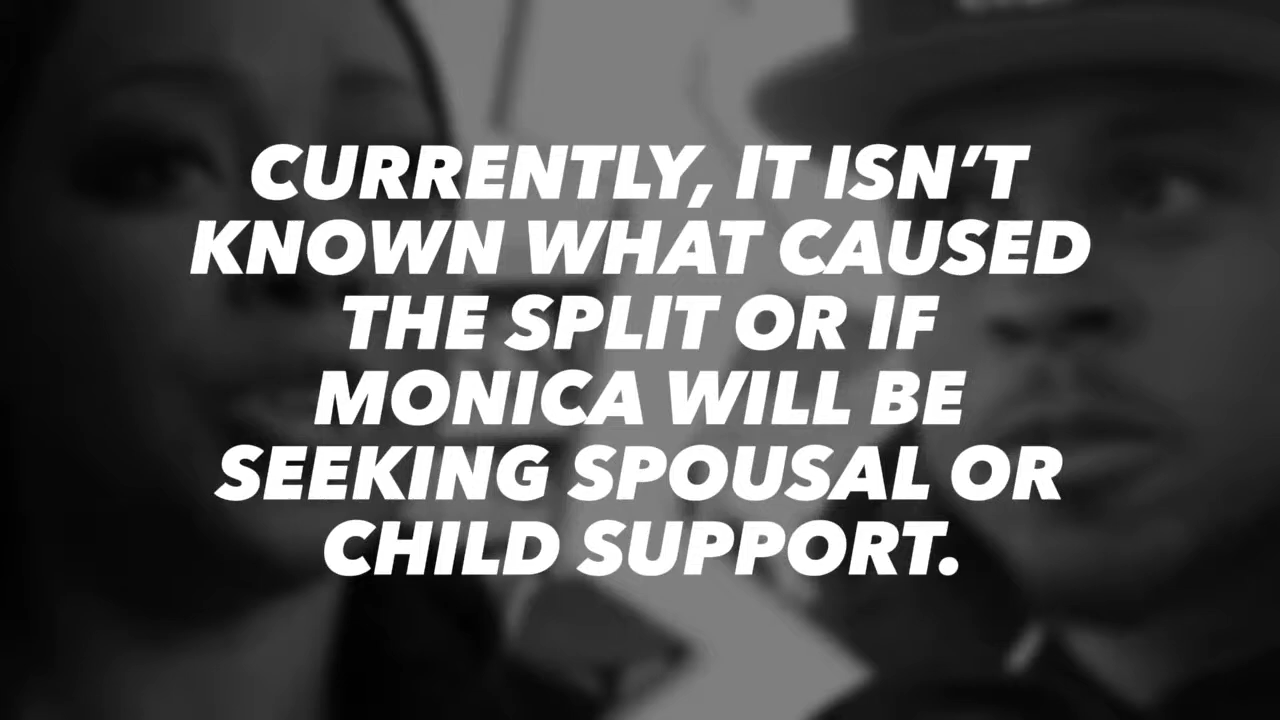 CURRENTLY, IT ISN’T
KNOWN WHAT CAUSED
THE SPLIT OR IF
MONICA WILL BE
SEEKING SPOUSAL OR
CHILD SUPPORT.